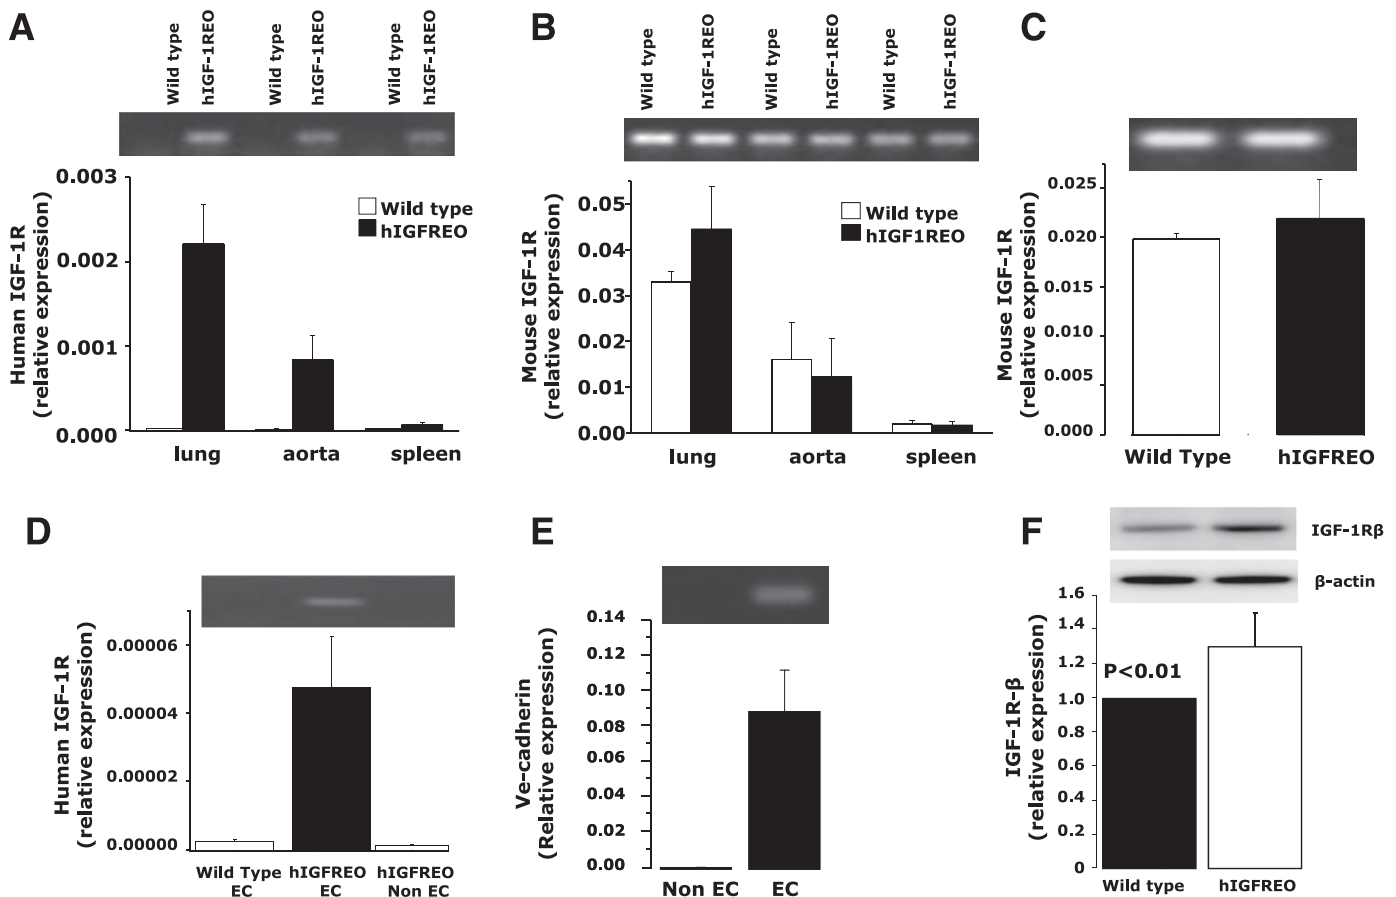 A
Wild type
hIGF-1REO
Wild type
hIGF-1REO
Wild type
hIGF-1REO
Human IGF-1R
(relative expression)
0.003
0.002
0.001
0.000
Wild type
hIGFREO
lung
aorta
spleen
B
Wild type
hIGF-1REO
Wild type
hIGF-1REO
Wild type
hIGF-1REO
Mouse IGF-1R
(relative expression)
0.05
0.04
0.03
0.02
0.01
0.00
Wild type
hIGF1REO
lung
aorta
spleen
C
Mouse IGF-1R
(relative expression)
0.025
0.020
0.015
0.010
0.005
0.000
Wild Type
hIGFREO
D
Human IGF-1R
(relative expression)
0.00006
0.00004
0.00002
0.00000
Wild Type
EC
hIGFREO
EC
hIGFREO
Non EC
E
Ve-cadherin
(Relative expression)
0.14
0.12
0.10
0.08
0.06
0.04
0.02
0.00
Non EC
EC
F
IGF-1Rβ
β-actin
IGF-1R-β
(relative expression)
1.6
1.4
1.2
1.0
0.8
0.6
0.4
0.2
0
P<0.01
Wild type
hIGFREO